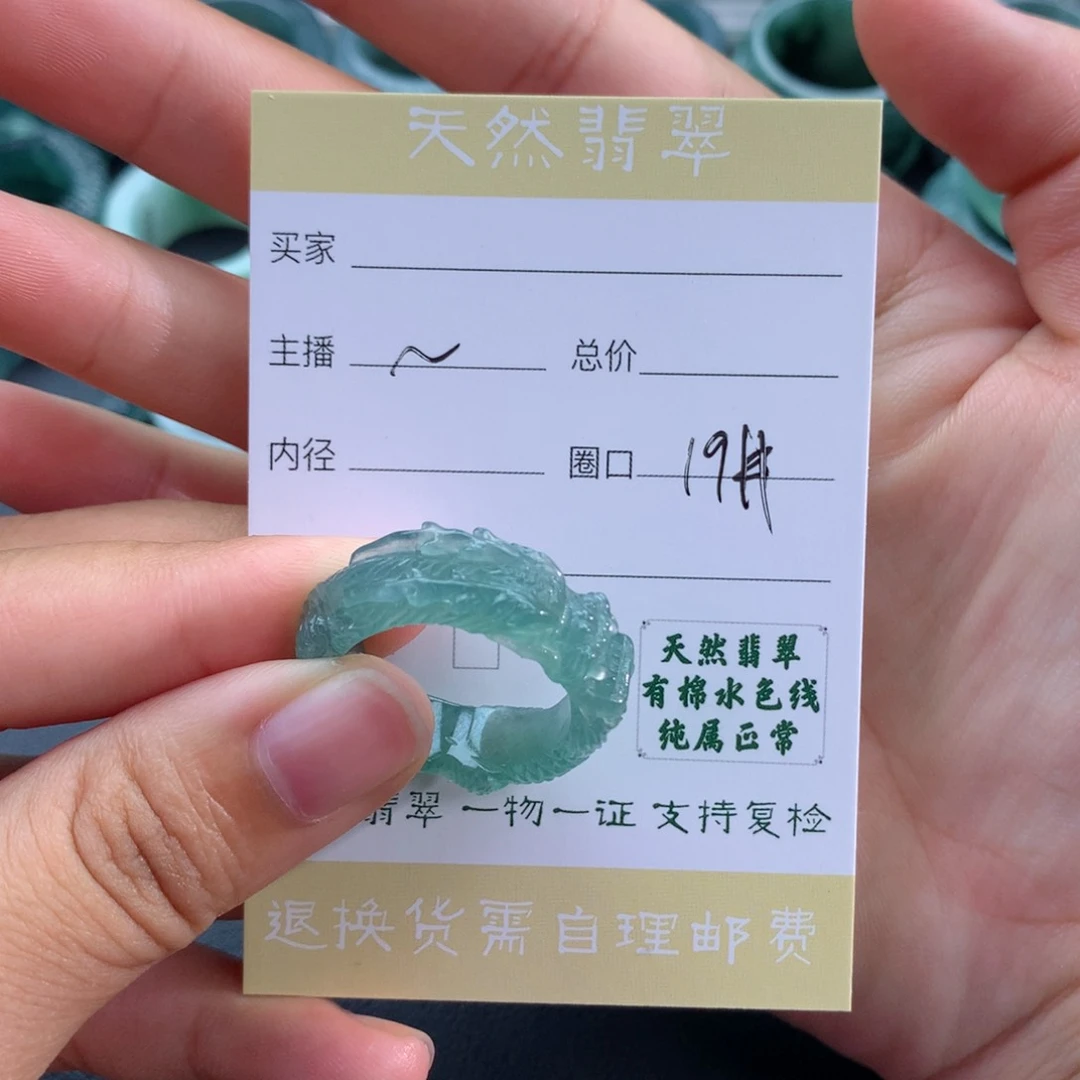 天然翡翠
买家
主播 总价
内径 圈口 19
天然翡翠
有棉水色线
纯属正常
翡翠 一物一证 支持复检
退换货需自理邮费